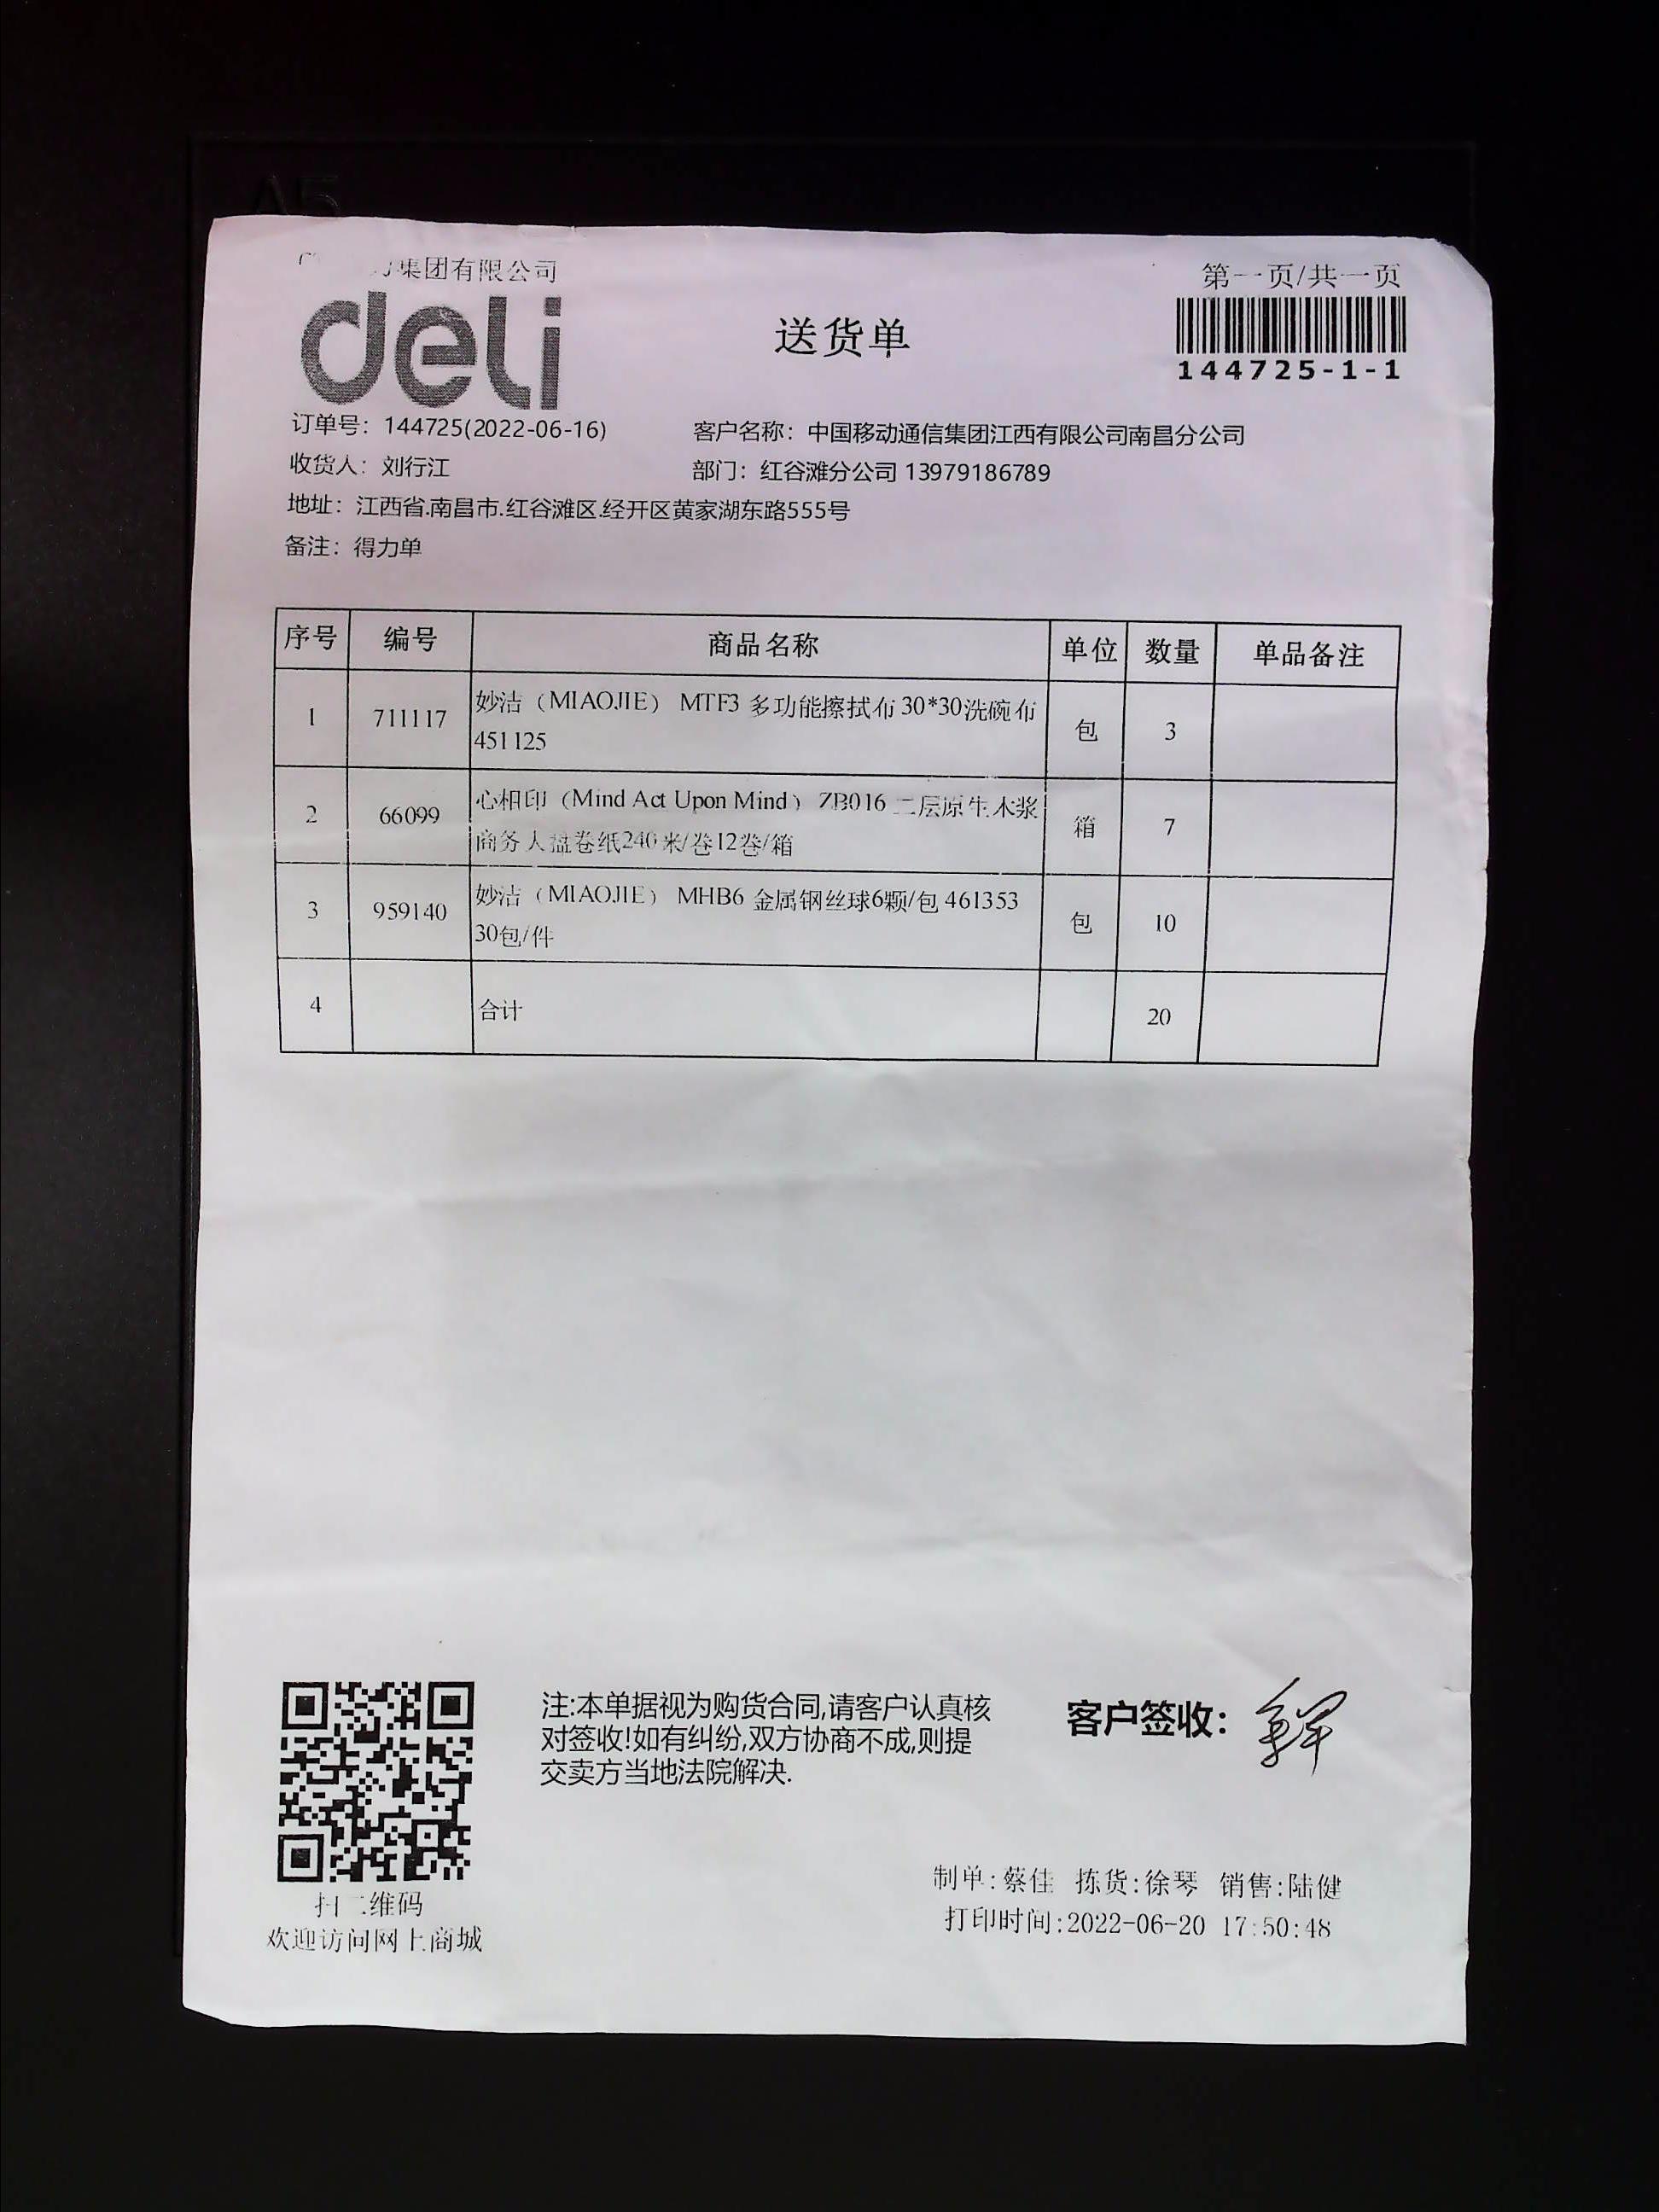 集团有限公司
deli
送货单
第一页/共一页
144725-1-1
订单号：144725(2022-06-16)
客户名称：中国移动通信集团江西有限公司南昌分公司
收货人：刘行江
部门：红谷滩分公司 13979186789
地址：江西省.南昌市.红谷滩区.经开区黄家湖东路555号
备注：得力单
序号 编号 商品名称 单位 数量 单品备注
1 711117 妙洁（MIAOJIE） MTF3 多功能擦拭布30*30洗碗布 包 3
451125
2 66099 心相印（Mind Act Upon Mind） ZB016 二层原生木浆 箱 7
商务大盘卷纸240米/卷12卷/箱
3 959140 妙洁（MIAOJIE） MHB6 金属钢丝球6颗/包 461353 包 10
30包/件
4 合计 20
注:本单据视为购货合同,请客户认真核
对签收!如有纠纷,双方协商不成,则提
交卖方当地法院解决.
客户签收：
扫二维码
欢迎访问网上商城
制单:蔡佳 拣货:徐琴 销售:陆健
打印时间:2022-06-20 17:50:48